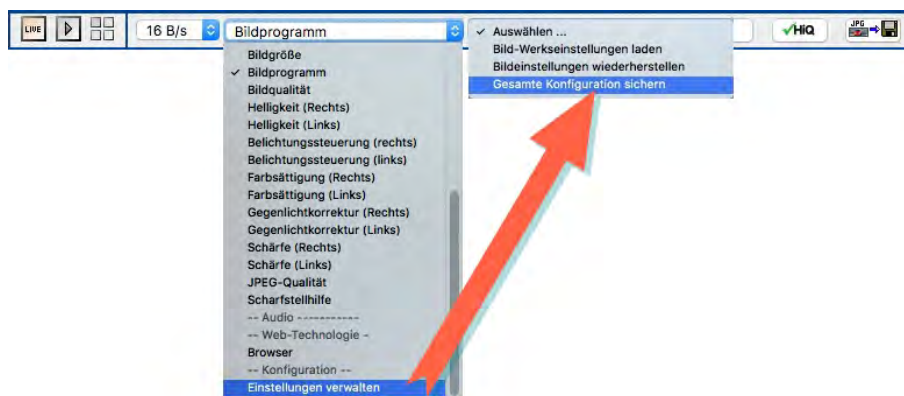 LIVE
16 B/s
Bildprogramm
HiQ
JPG
Bildgröße
Bildprogramm
Bildqualität
Helligkeit (Rechts)
Helligkeit (Links)
Belichtungssteuerung (rechts)
Belichtungssteuerung (links)
Farbsättigung (Rechts)
Farbsättigung (Links)
Gegenlichtkorrektur (Rechts)
Gegenlichtkorrektur (Links)
Schärfe (Rechts)
Schärfe (Links)
JPEG-Qualität
Scharfstellhilfe
-- Audio -----------
-- Web-Technologie -
Browser
-- Konfiguration --
Einstellungen verwalten
Auswählen ...
Bild-Werkseinstellungen laden
Bildeinstellungen wiederherstellen
Gesamte Konfiguration sichern